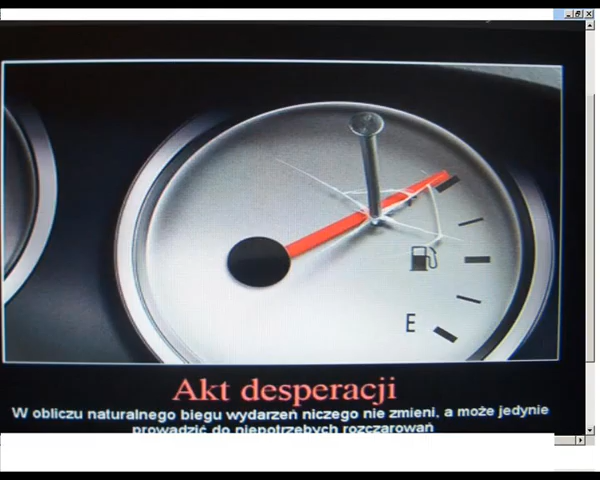 E
Akt desperacji
W obliczu naturalnego biegu wydarzeń niczego nie zmieni, a może jedynie
prowadzić do niepotrzebych rozczarowań